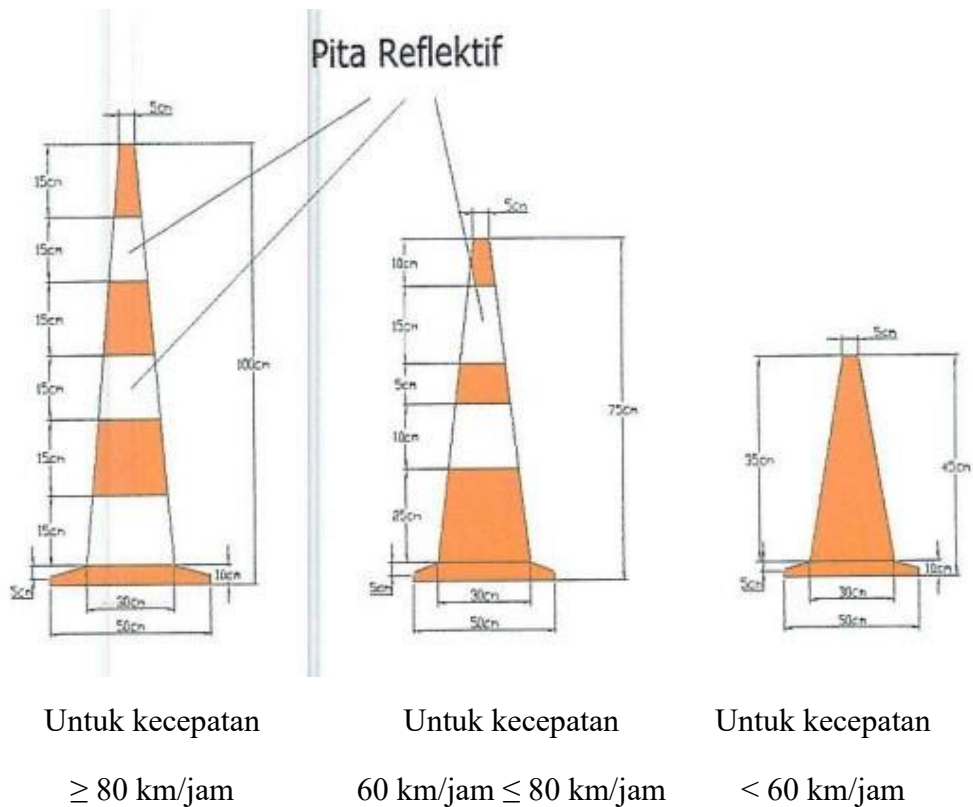 Pita Reflektif
5cm
15cm
15cm
15cm
15cm
15cm
15cm
100cm
5cm
10cm
30cm
50cm
5cm
10cm
15cm
5cm
10cm
25cm
75cm
5cm
30cm
50cm
5cm
35cm
45cm
5cm
10cm
30cm
50cm
Untuk kecepatan
≥ 80 km/jam
Untuk kecepatan
60 km/jam ≤ 80 km/jam
Untuk kecepatan
< 60 km/jam